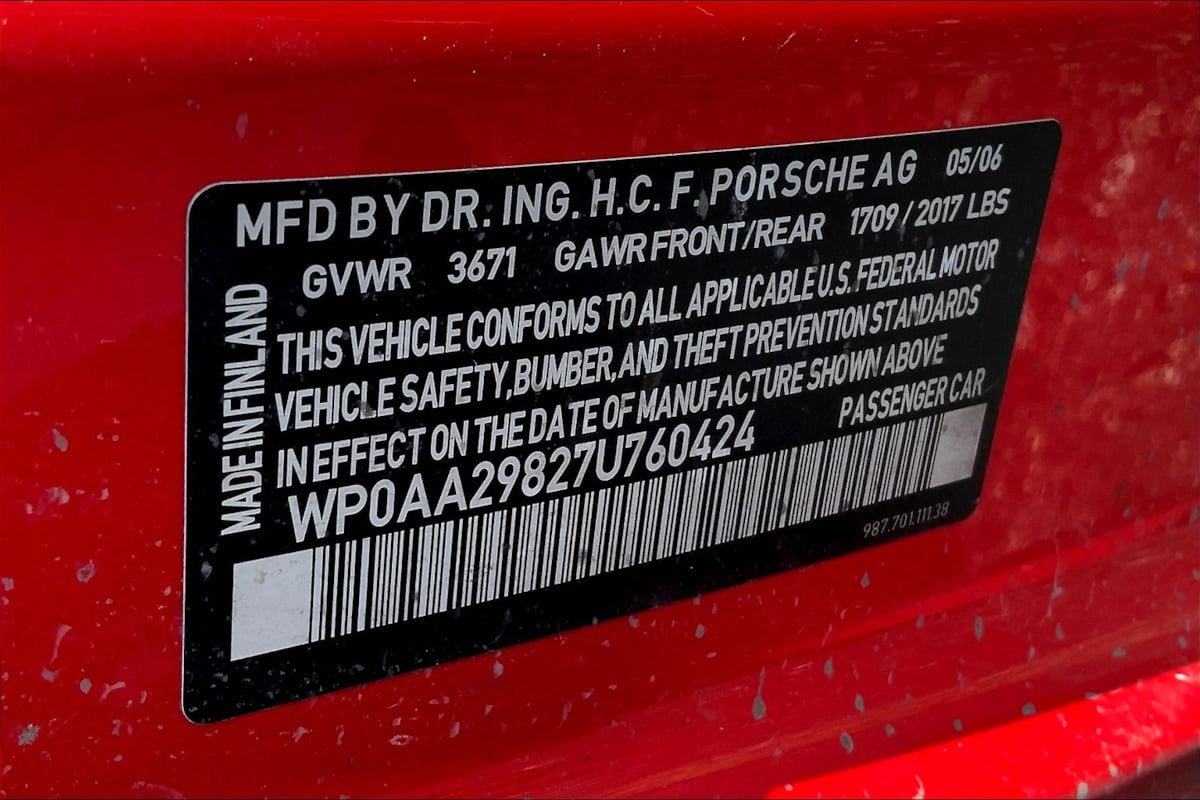 MFD BY DR. ING. H.C. F. PORSCHE AG 05/06
GVWR 3671 GAWR FRONT/REAR 1709 / 2017 LBS
THIS VEHICLE CONFORMS TO ALL APPLICABLE U.S. FEDERAL MOTOR
VEHICLE SAFETY, BUMBER, AND THEFT PREVENTION STANDARDS
IN EFFECT ON THE DATE OF MANUFACTURE SHOWN ABOVE
PASSENGER CAR
WP0AA29827U760424
987.701.111.38
MADE IN FINLAND